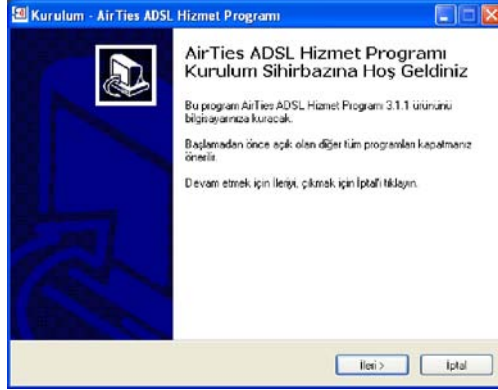 Kurulum - AirTies ADSL Hizmet Programı
AirTies ADSL Hizmet Programı
Kurulum Sihirbazına Hoş Geldiniz
Bu program AirTies ADSL Hizmet Programı 3.1.1 ürününü
bilgisayarınıza kuracak.
Başlamadan önce açık olan diğer tüm programları kapatmanız
önerilir.
Devam etmek için İleri'yi, çıkmak için İptal'i tıklayın.
İleri >
İptal